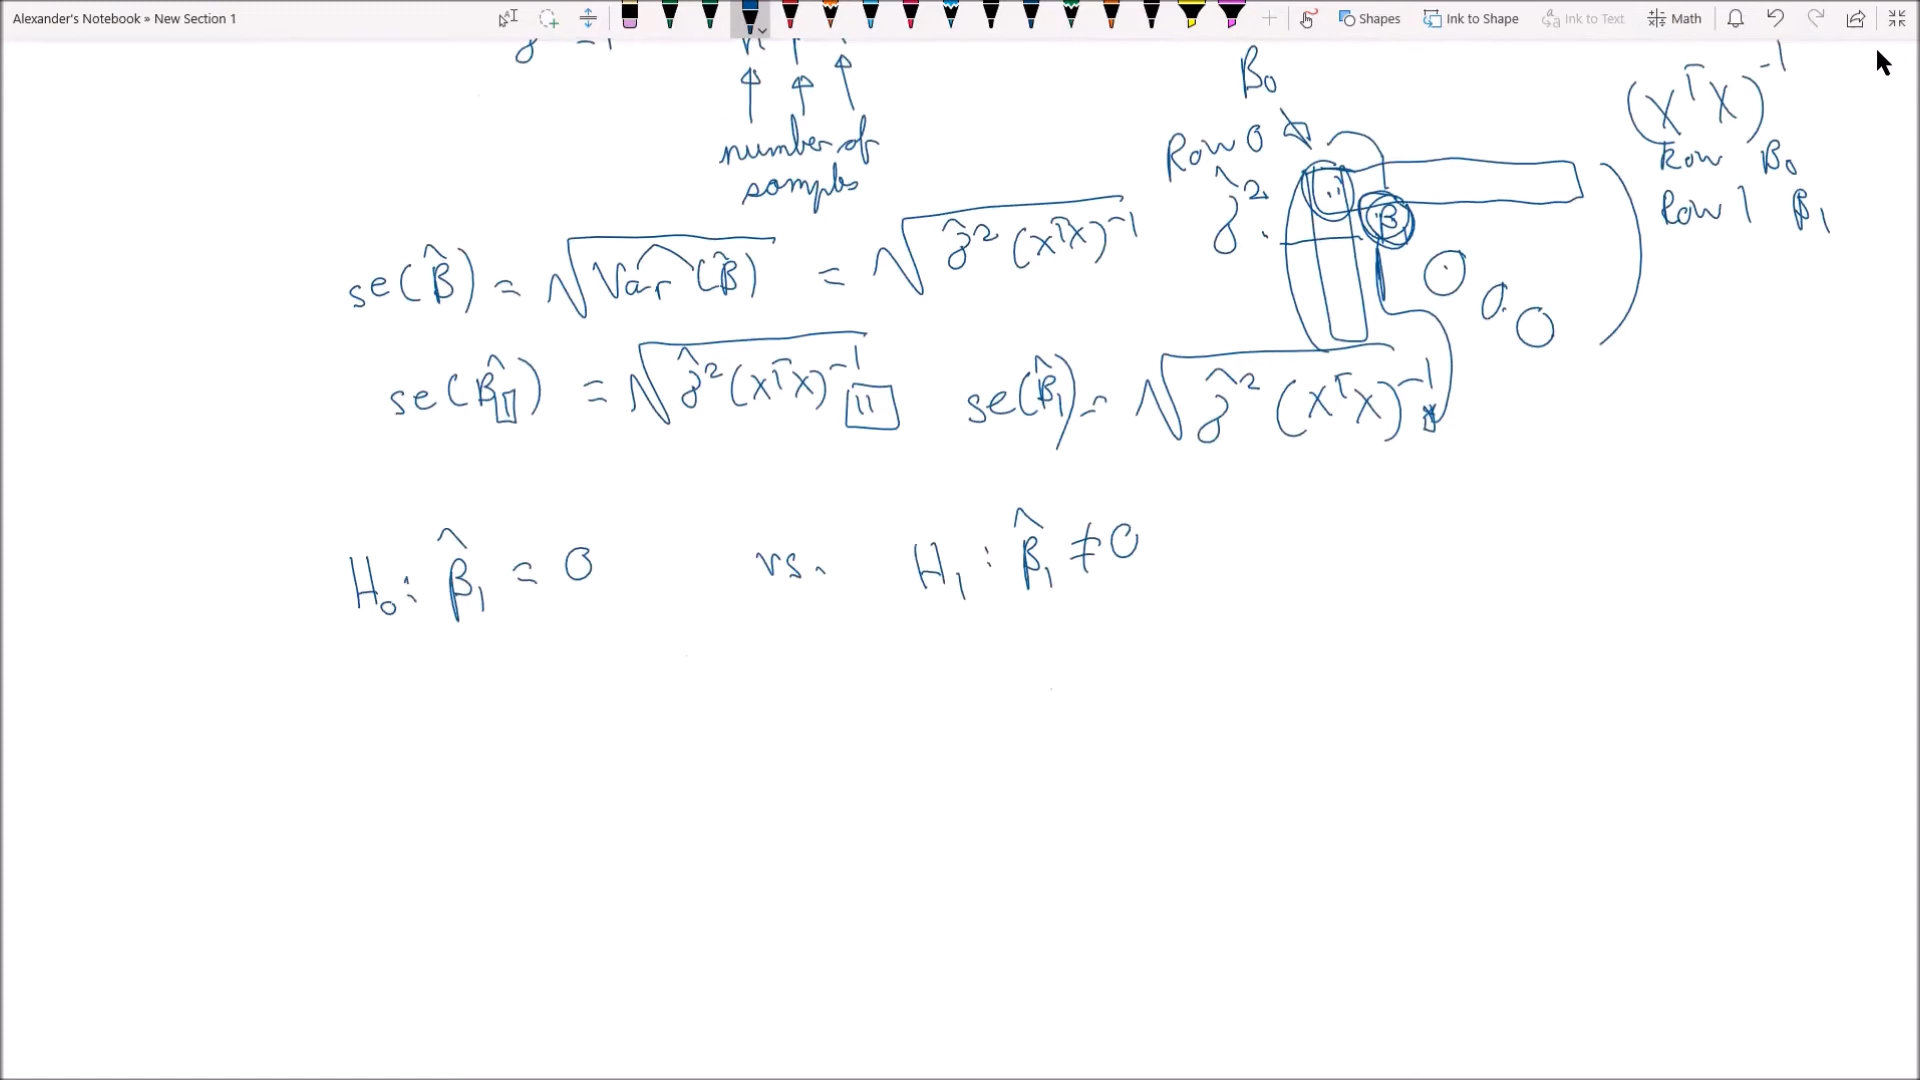 Alexander's Notebook » New Section 1
Shapes Ink to Shape Ink to Text Math
number of
samples
β₀
Row 0
σ̂² ·
(XᵀX)⁻¹
Row β₀
Row 1 β₁
se(β̂) = √Var̂(β̂) = √σ̂²(XᵀX)⁻¹
se(β̂₁) = √σ̂²(XᵀX)⁻¹₁₁ se(β̂₁) = √σ̂²(XᵀX)⁻¹
H₀: β̂₁ = 0 vs. H₁: β̂₁ ≠ 0